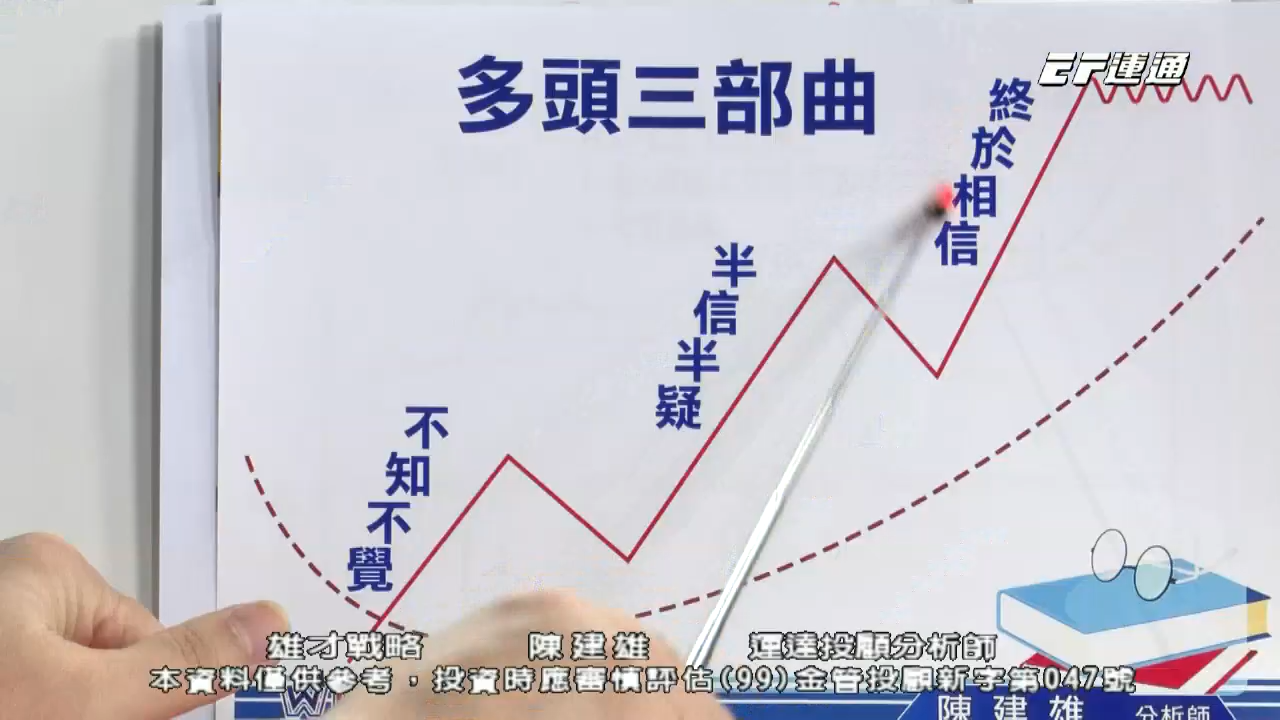 多頭三部曲
EF運通
終於相信
半信半疑
不知不覺
雄才戰略 陳建雄 運達投顧分析師
本資料僅供參考，投資時應審慎評估(99)金管投顧新字第047號
WA
陳建雄 分析師